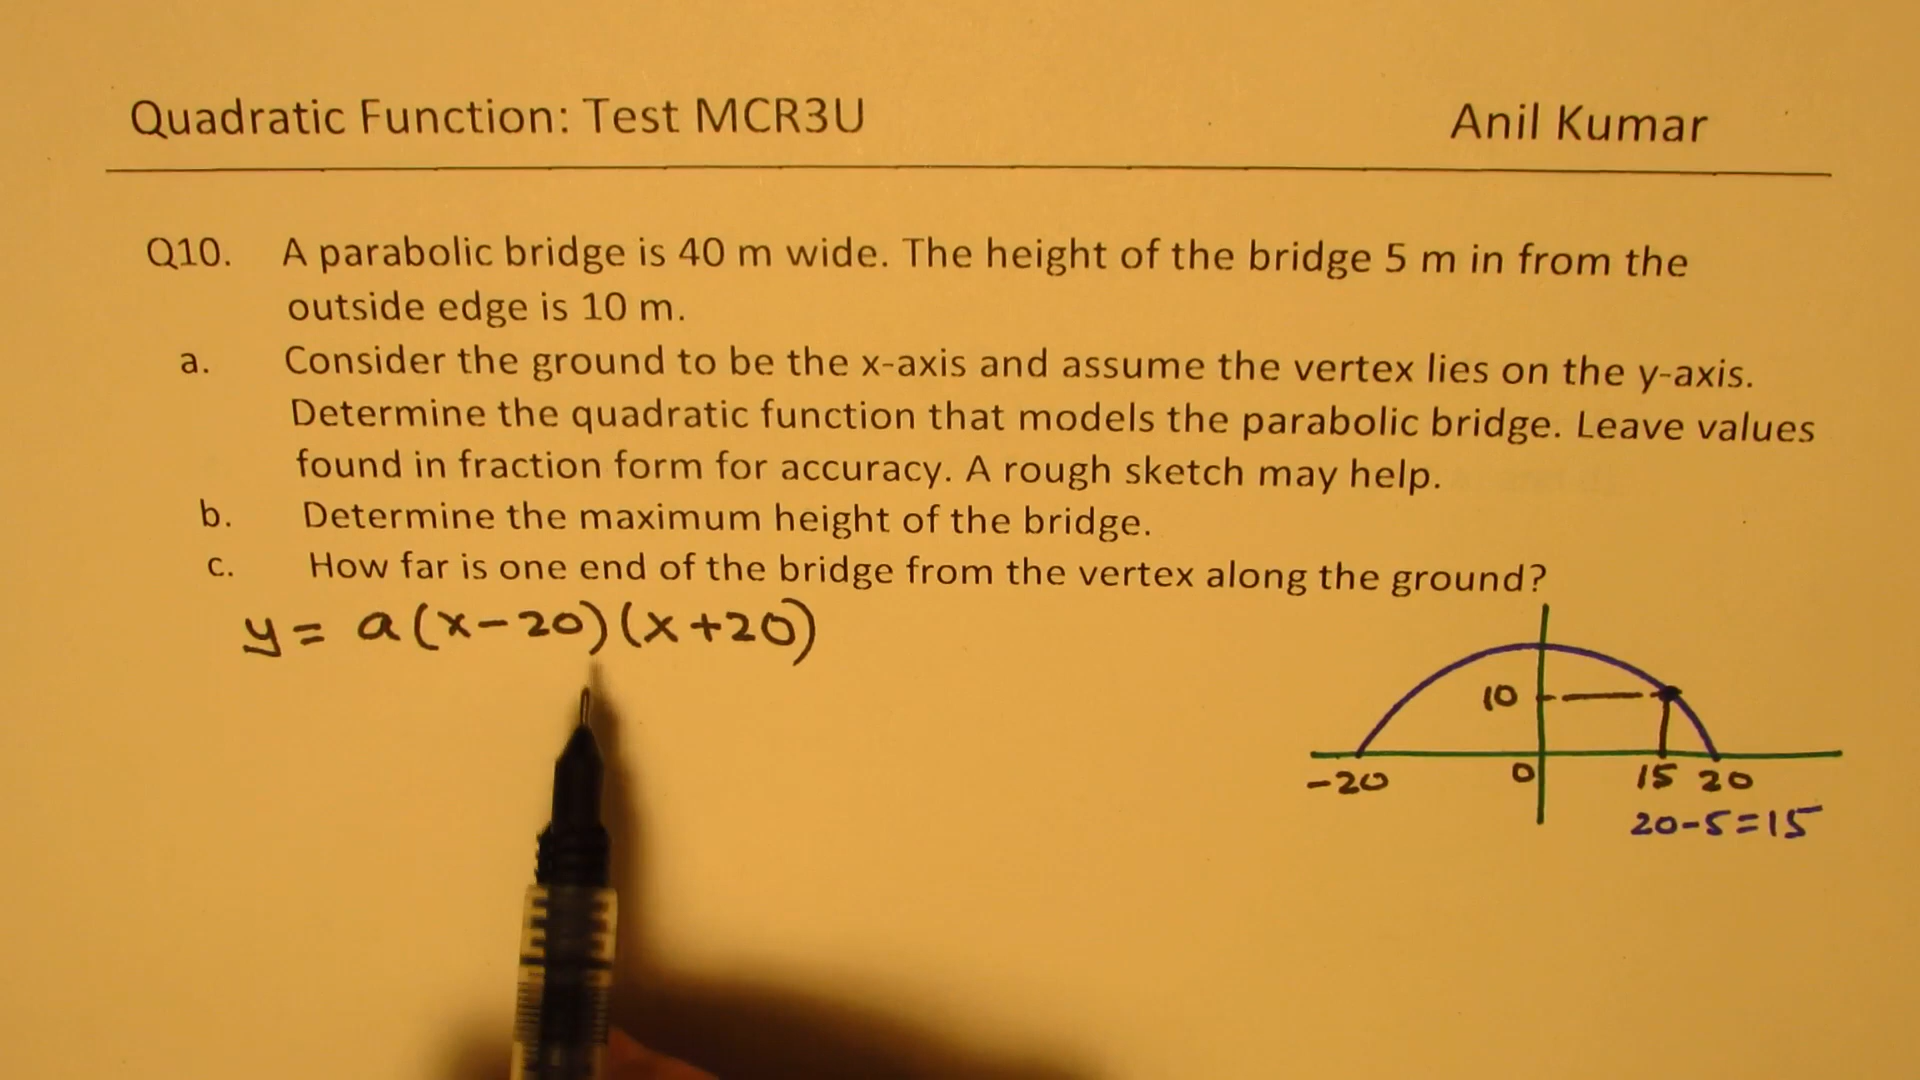 Quadratic Function: Test MCR3U Anil Kumar
Q10. A parabolic bridge is 40 m wide. The height of the bridge 5 m in from the
outside edge is 10 m.
a. Consider the ground to be the x-axis and assume the vertex lies on the y-axis.
Determine the quadratic function that models the parabolic bridge. Leave values
found in fraction form for accuracy. A rough sketch may help.
b. Determine the maximum height of the bridge.
c. How far is one end of the bridge from the vertex along the ground?
y = a(x-20)(x+20)
10
-20 0 15 20
20-5=15